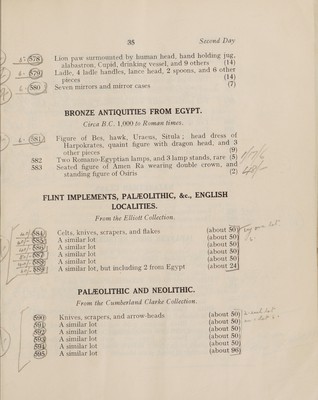 35 Second Day
578 Lion paw surmounted by human head, hand holding jug,
alabastron, Cupid, drinking vessel, and 9 others (14)
579 Ladle, 4 ladle handles, lance head, 2 spoons, and 6 other
pieces (14)
580 Seven mirrors and mirror cases (7)
BRONZE ANTIQUITIES FROM EGYPT.
Circa B.C. 1,000 to Roman times.
581 Figure of Bes, hawk, Uraeus, Situla; head dress of
Harpokrates, quaint figure with dragon head, and 3
other pieces (9)
582 Two Romano-Egyptian lamps, and 3 lamp stands, rare (5)
583 Seated figure of Amen Ra wearing double crown, and
standing figure of Osiris (2)
FLINT IMPLEMENTS, PALÆOLITHIC, &c., ENGLISH
LOCALITIES.
From the Elliott Collection.
584 Celts, knives, scrapers, and flakes (about 50)
585 A similar lot (about 50)
586 A similar lot (about 50)
587 A similar lot (about 50)
588 A similar lot (about 50)
589 A similar lot, but including 2 from Egypt (about 24)
PALÆOLITHIC AND NEOLITHIC.
From the Cumberland Clarke Collection.
590 Knives, scrapers, and arrow-heads (about 50)
591 A similar lot (about 50)
592 A similar lot (about 50)
593 A similar lot (about 50)
594 A similar lot (about 50)
595 A similar lot (about 96)